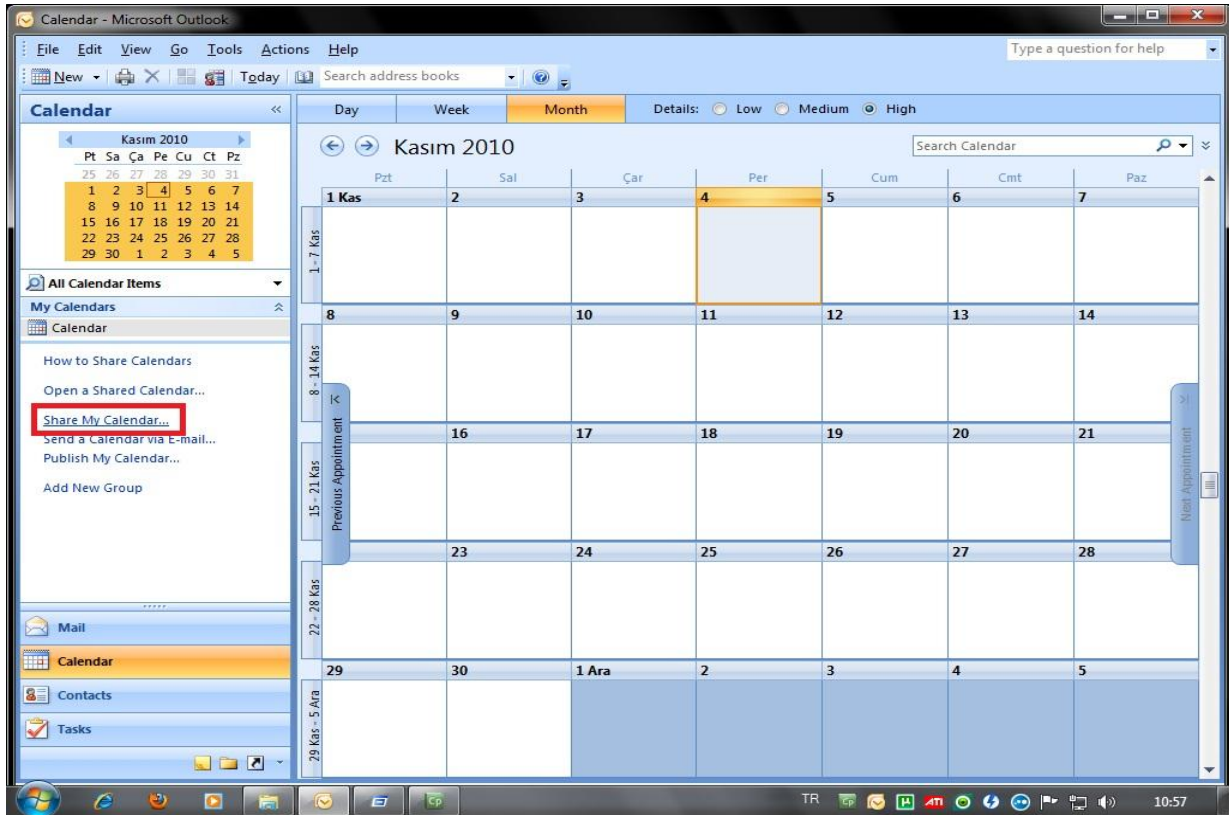 Calendar - Microsoft Outlook
File Edit View Go Tools Actions Help
Type a question for help
New Today Search address books
Calendar «
Day Week Month Details: Low Medium High
Kasım 2010
Pt Sa Ça Pe Cu Ct Pz
25 26 27 28 29 30 31
1 2 3 4 5 6 7
8 9 10 11 12 13 14
15 16 17 18 19 20 21
22 23 24 25 26 27 28
29 30 1 2 3 4 5
All Calendar Items
My Calendars
Calendar
How to Share Calendars
Open a Shared Calendar...
Share My Calendar...
Send a Calendar via E-mail...
Publish My Calendar...
Add New Group
Mail
Calendar
Contacts
Tasks
Kasım 2010
Search Calendar
Pzt Sal Çar Per Cum Cmt Paz
1 Kas 2 3 4 5 6 7
1 - 7 Kas
8 9 10 11 12 13 14
8 - 14 Kas
Previous Appointment
Next Appointment
16 17 18 19 20 21
15 - 21 Kas
23 24 25 26 27 28
22 - 28 Kas
29 30 1 Ara 2 3 4 5
29 Kas - 5 Ara
Cp
TR Cp µ ATI
10:57